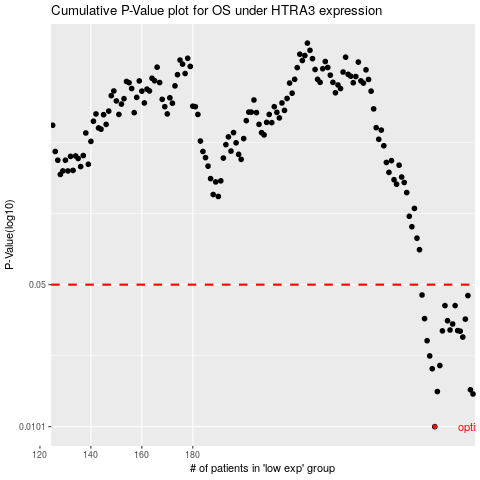 Cumulative P-Value plot for OS under HTRA3 expression
P-Value(log10)
0.05
0.0101
opti
120 140 160 180
# of patients in 'low exp' group